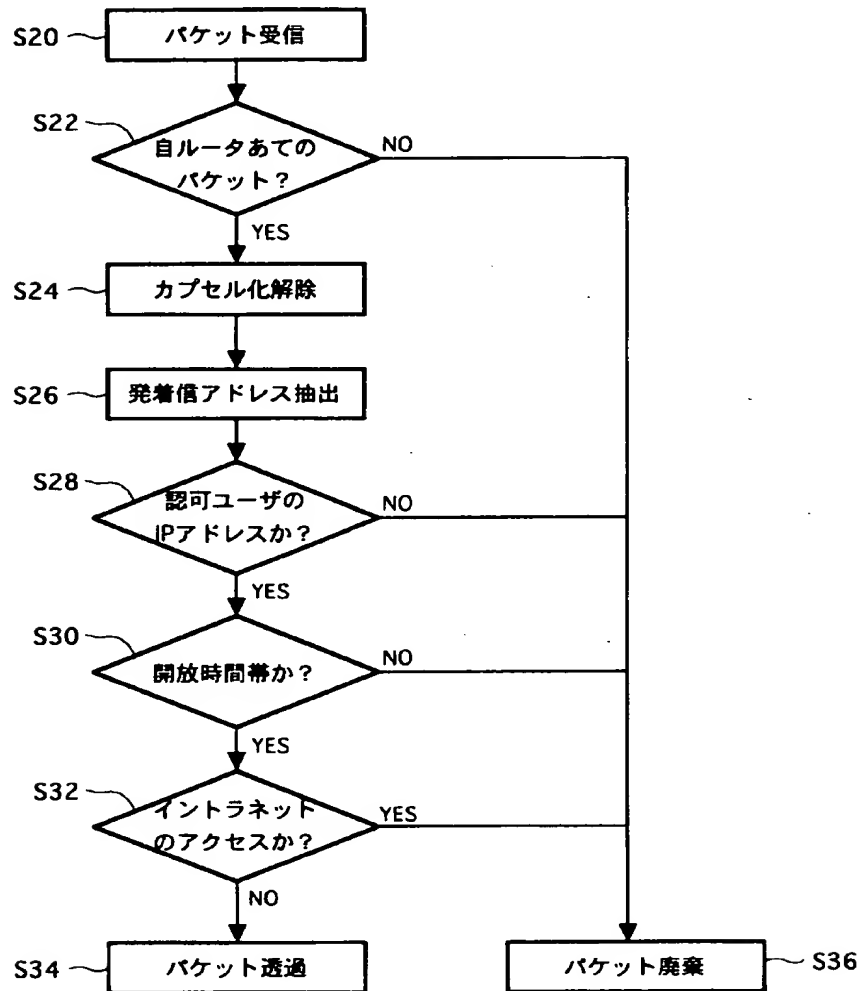 S20
パケット受信
S22
自ルータあての
パケット？
NO
YES
S24
カプセル化解除
S26
発着信アドレス抽出
S28
認可ユーザの
IPアドレスか？
NO
YES
S30
開放時間帯か？
NO
YES
S32
イントラネット
のアクセスか？
YES
NO
S34
パケット透過
パケット廃棄
S36